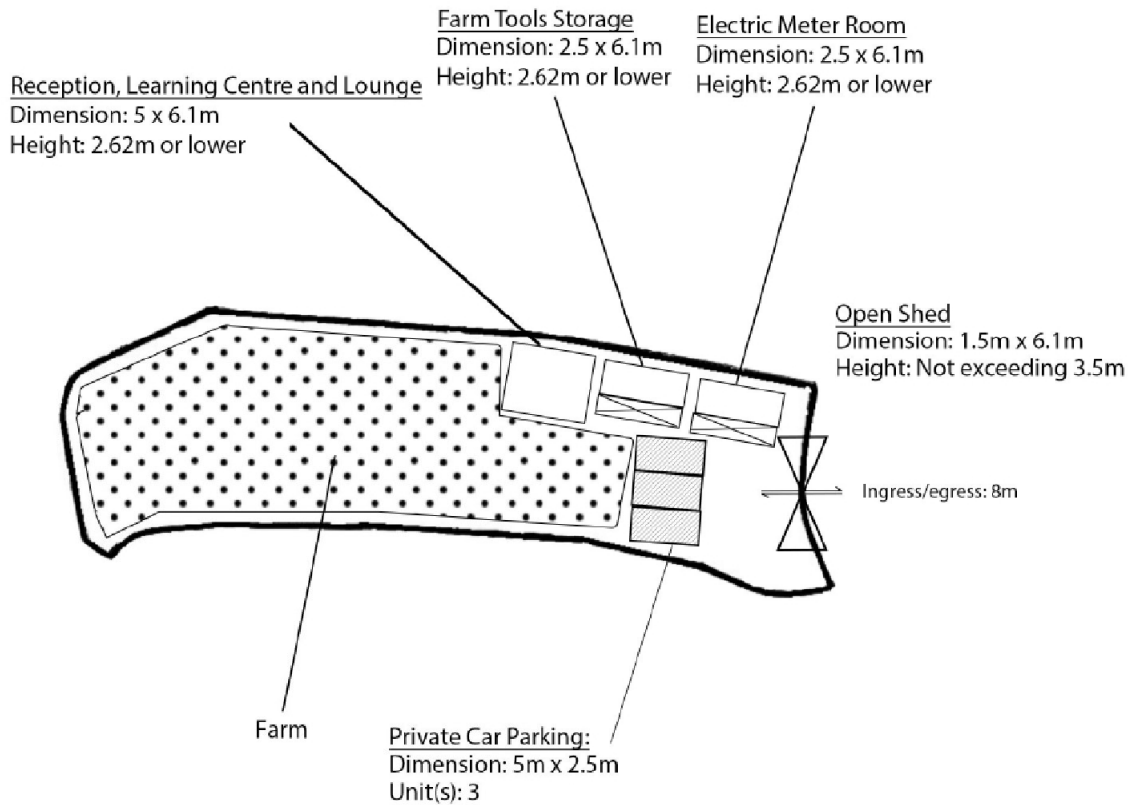 Farm Tools Storage
Dimension: 2.5 x 6.1m
Height: 2.62m or lower
Electric Meter Room
Dimension: 2.5 x 6.1m
Height: 2.62m or lower
Reception, Learning Centre and Lounge
Dimension: 5 x 6.1m
Height: 2.62m or lower
Open Shed
Dimension: 1.5m x 6.1m
Height: Not exceeding 3.5m
Ingress/egress: 8m
Farm
Private Car Parking:
Dimension: 5m x 2.5m
Unit(s): 3